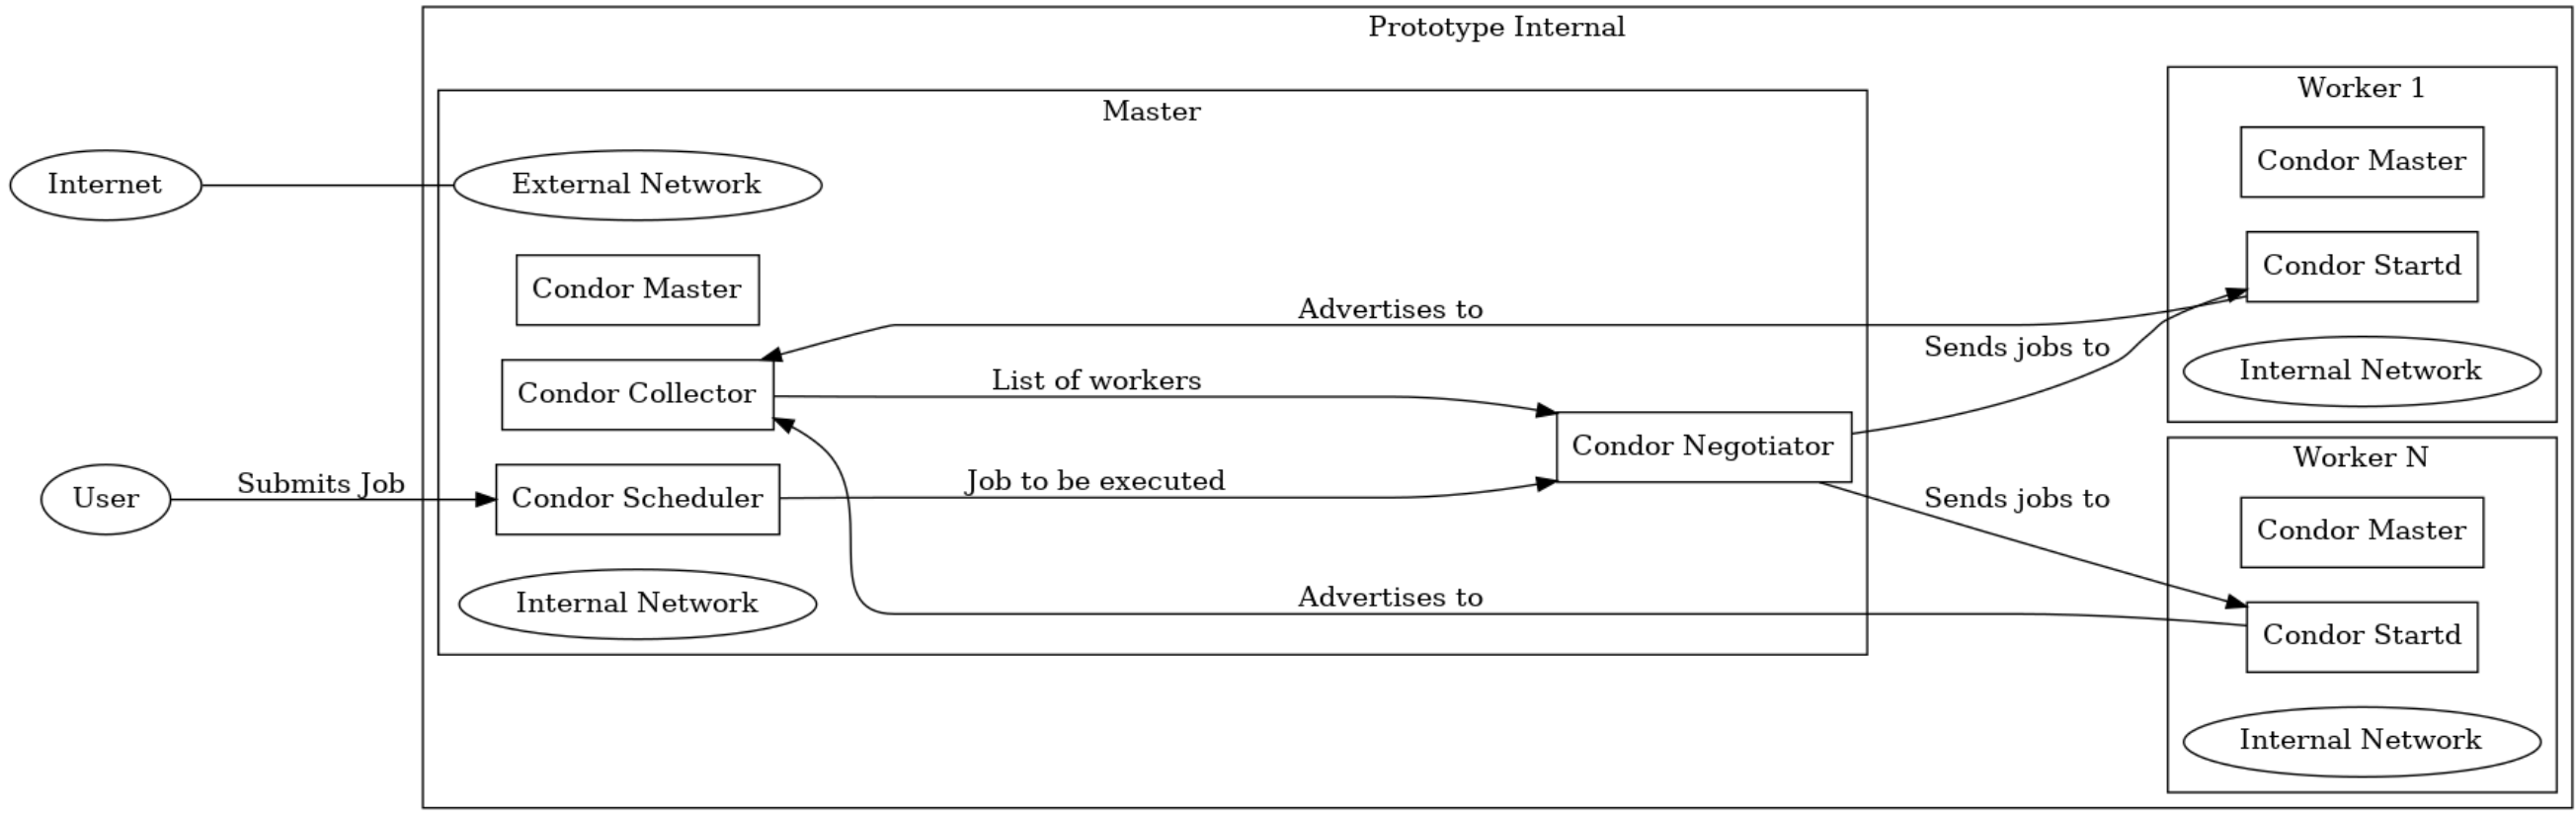 Prototype Internal
Master
Internet
External Network
Condor Master
Condor Collector
User
Submits Job
Condor Scheduler
Internal Network
Advertises to
List of workers
Job to be executed
Advertises to
Condor Negotiator
Sends jobs to
Sends jobs to
Worker 1
Condor Master
Condor Startd
Internal Network
Worker N
Condor Master
Condor Startd
Internal Network